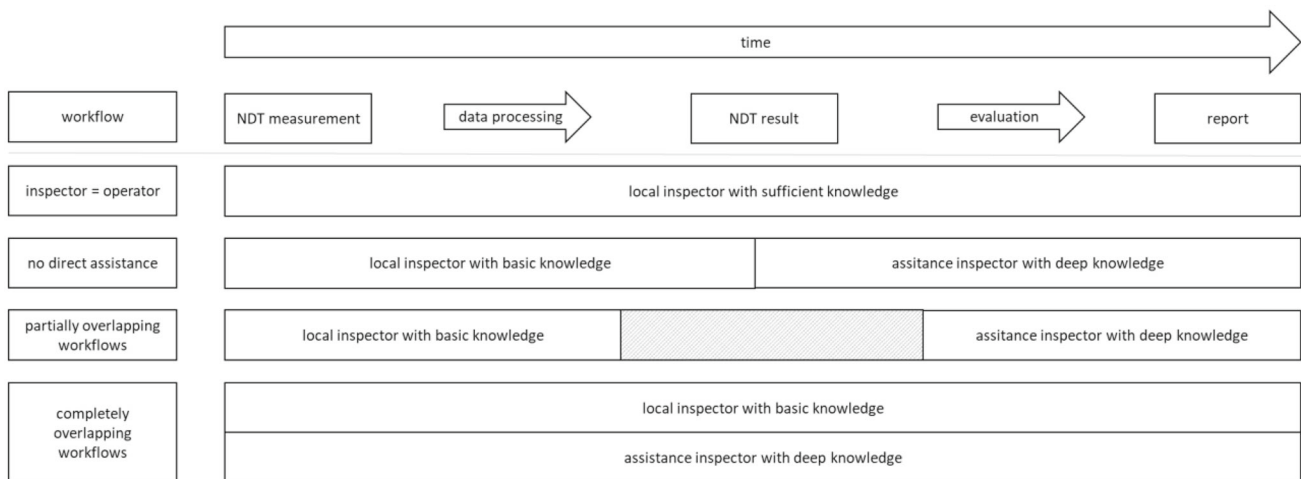 time
workflow
NDT measurement
data processing
NDT result
evaluation
report
inspector = operator
local inspector with sufficient knowledge
no direct assistance
local inspector with basic knowledge
assitance inspector with deep knowledge
partially overlapping
workflows
local inspector with basic knowledge
assitance inspector with deep knowledge
completely
overlapping
workflows
local inspector with basic knowledge
assistance inspector with deep knowledge